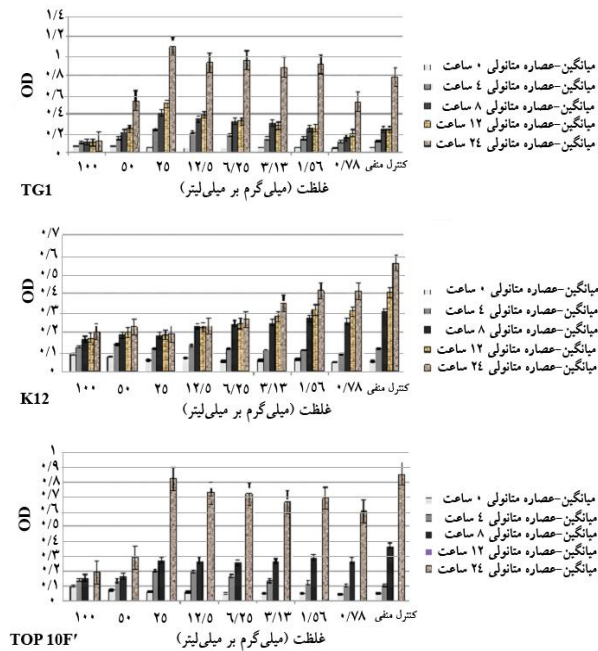 ۱/۴
۱/۲
۱
۰/۸
۰/۶
۰/۴
۰/۲
۰
OD
۱۰۰ ۵۰ ۲۵ ۱۲/۵ ۶/۲۵ ۳/۱۳ ۱/۵۶ ۰/۷۸ کنترل منفی
غلظت (میلی‌گرم بر میلی‌لیتر)
TG1
میانگین-عصاره متانولی ۰ ساعت
میانگین-عصاره متانولی ۴ ساعت
میانگین-عصاره متانولی ۸ ساعت
میانگین-عصاره متانولی ۱۲ ساعت
میانگین-عصاره متانولی ۲۴ ساعت
۰/۷
۰/۶
۰/۵
۰/۴
۰/۳
۰/۲
۰/۱
۰
OD
۱۰۰ ۵۰ ۲۵ ۱۲/۵ ۶/۲۵ ۳/۱۳ ۱/۵۶ ۰/۷۸ کنترل منفی
غلظت (میلی‌گرم بر میلی‌لیتر)
K12
میانگین-عصاره متانولی ۰ ساعت
میانگین-عصاره متانولی ۴ ساعت
میانگین-عصاره متانولی ۸ ساعت
میانگین-عصاره متانولی ۱۲ ساعت
میانگین-عصاره متانولی ۲۴ ساعت
۱
۰/۹
۰/۸
۰/۷
۰/۶
۰/۵
۰/۴
۰/۳
۰/۲
۰/۱
۰
OD
۱۰۰ ۵۰ ۲۵ ۱۲/۵ ۶/۲۵ ۳/۱۳ ۱/۵۶ ۰/۷۸ کنترل منفی
غلظت (میلی‌گرم بر میلی‌لیتر)
TOP 10F′
میانگین-عصاره متانولی ۰ ساعت
میانگین-عصاره متانولی ۴ ساعت
میانگین-عصاره متانولی ۸ ساعت
میانگین-عصاره متانولی ۱۲ ساعت
میانگین-عصاره متانولی ۲۴ ساعت